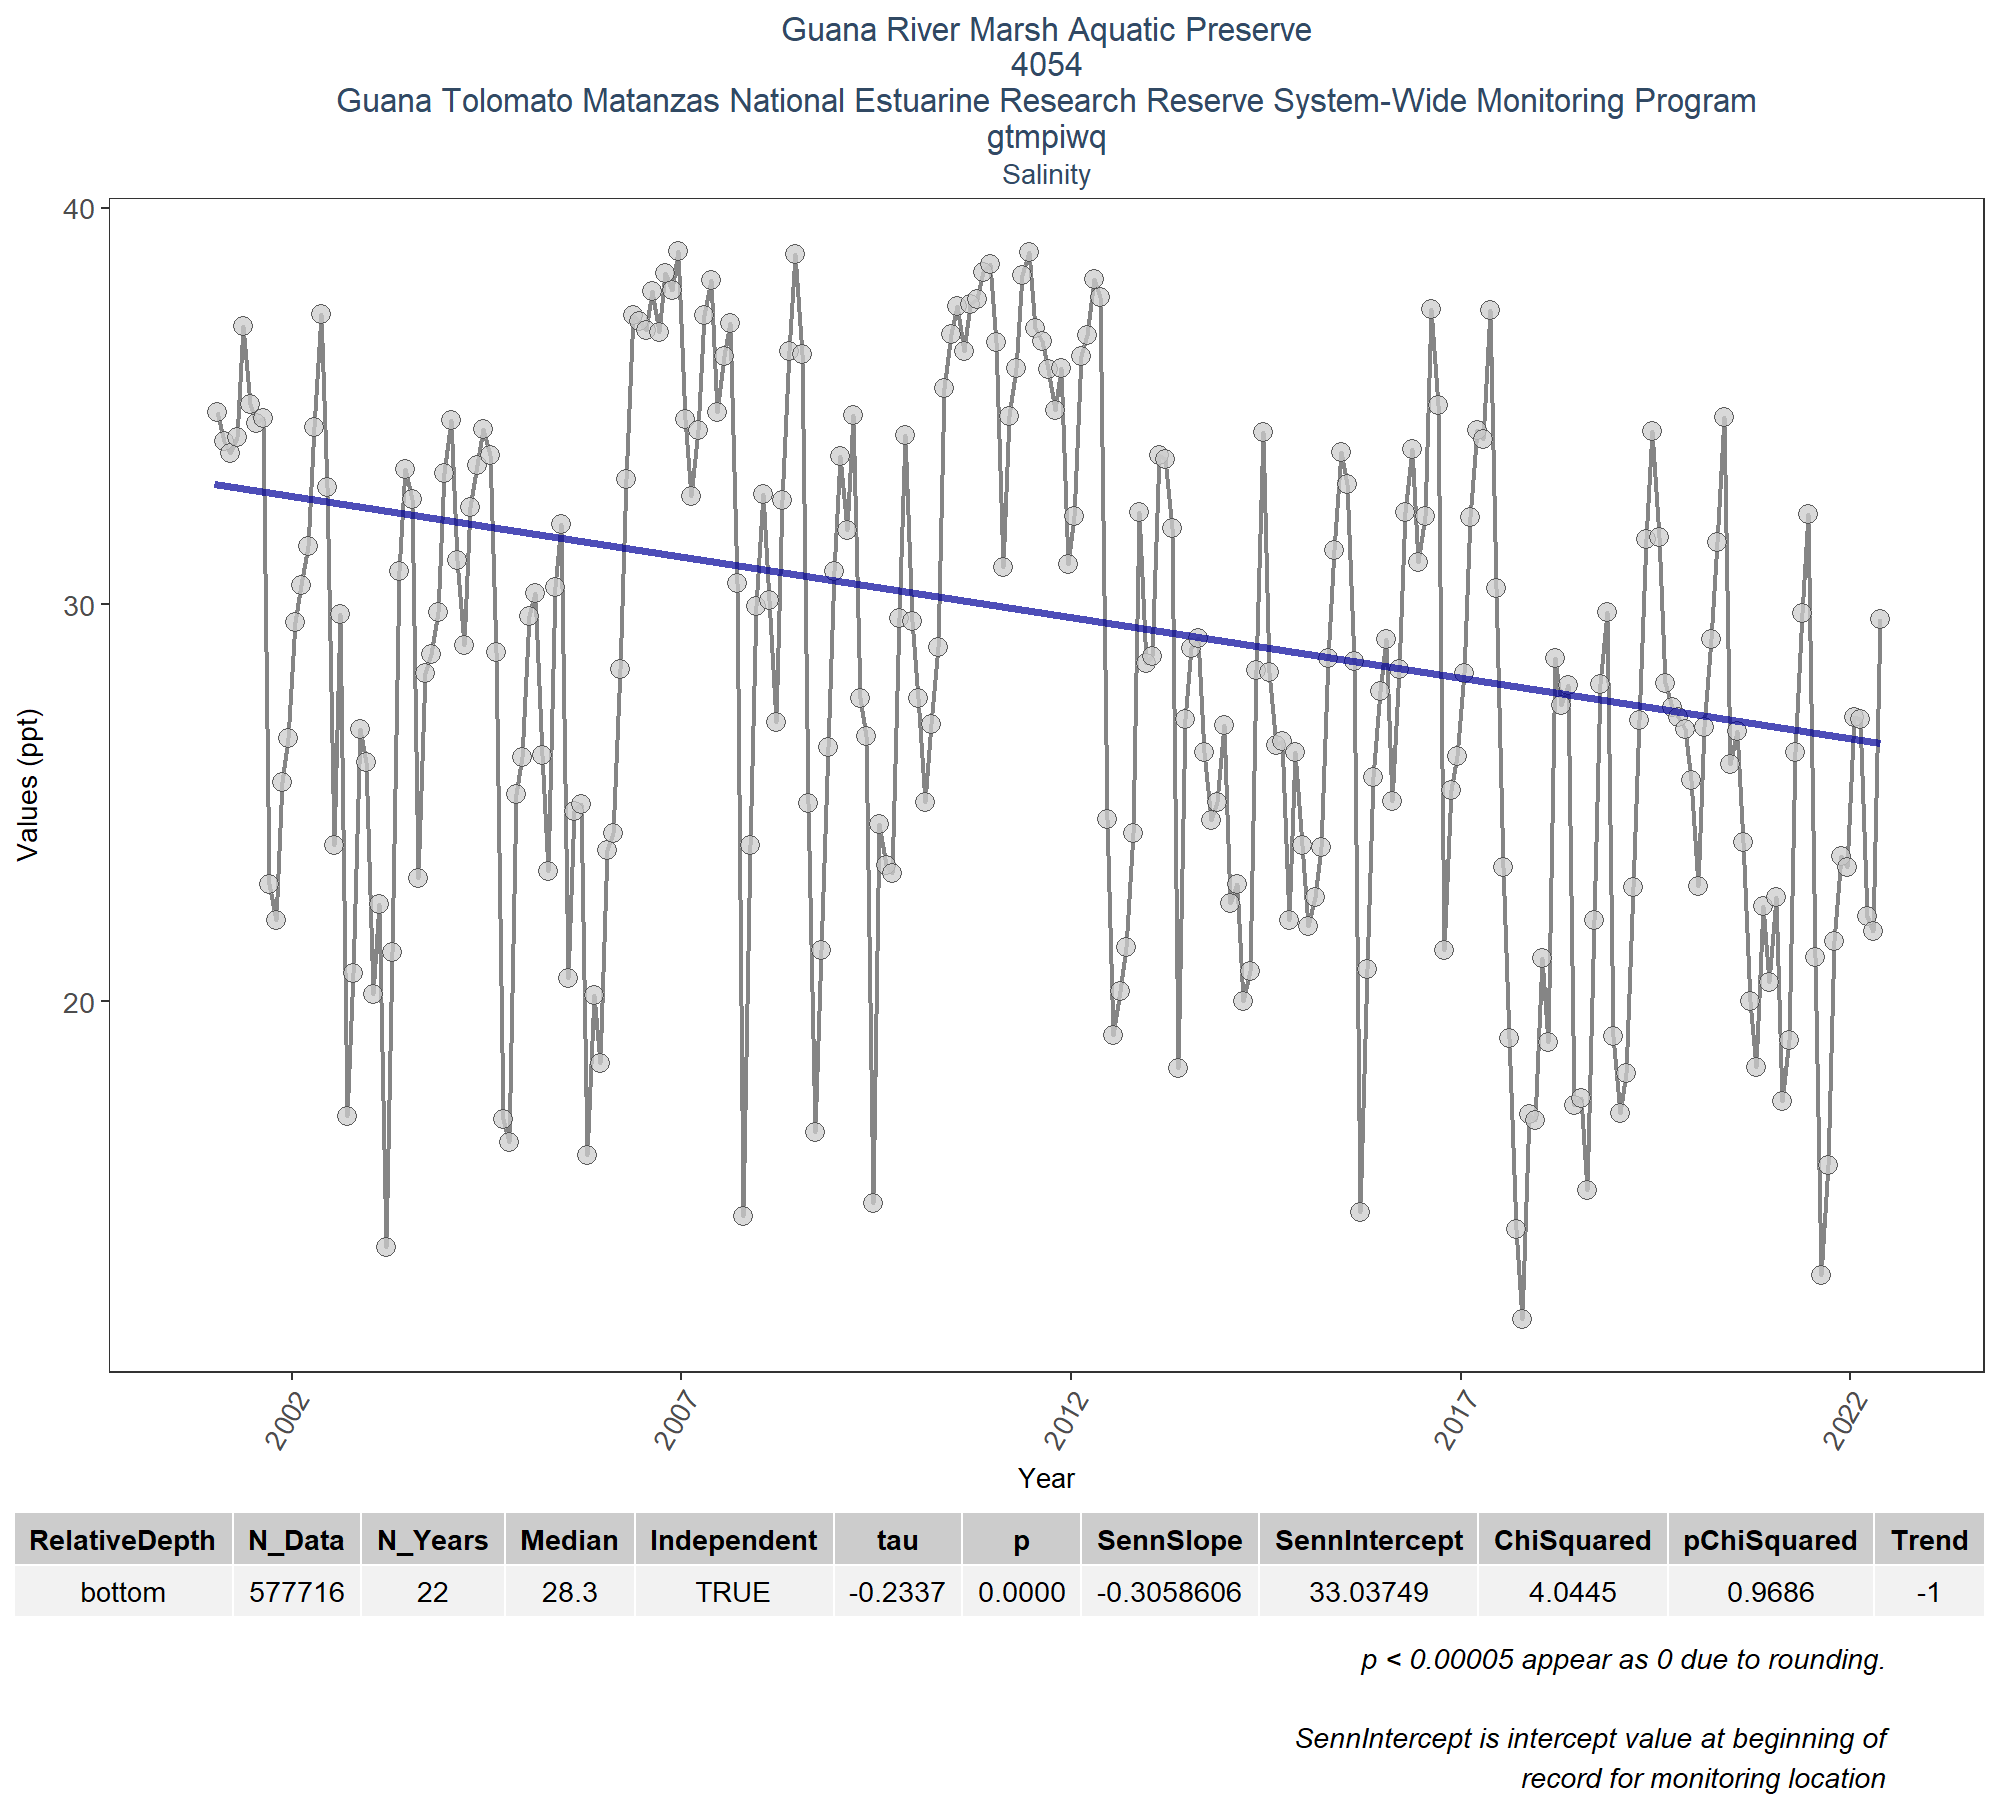 Guana River Marsh Aquatic Preserve
4054
Guana Tolomato Matanzas National Estuarine Research Reserve System-Wide Monitoring Program
gtmpiwq
Salinity
40
30
20
Values (ppt)
2002 2007 2012 2017 2022
Year
RelativeDepth N_Data N_Years Median Independent tau p SennSlope SennIntercept ChiSquared pChiSquared Trend
bottom 577716 22 28.3 TRUE -0.2337 0.0000 -0.3058606 33.03749 4.0445 0.9686 -1
p < 0.00005 appear as 0 due to rounding.
SennIntercept is intercept value at beginning of
record for monitoring location